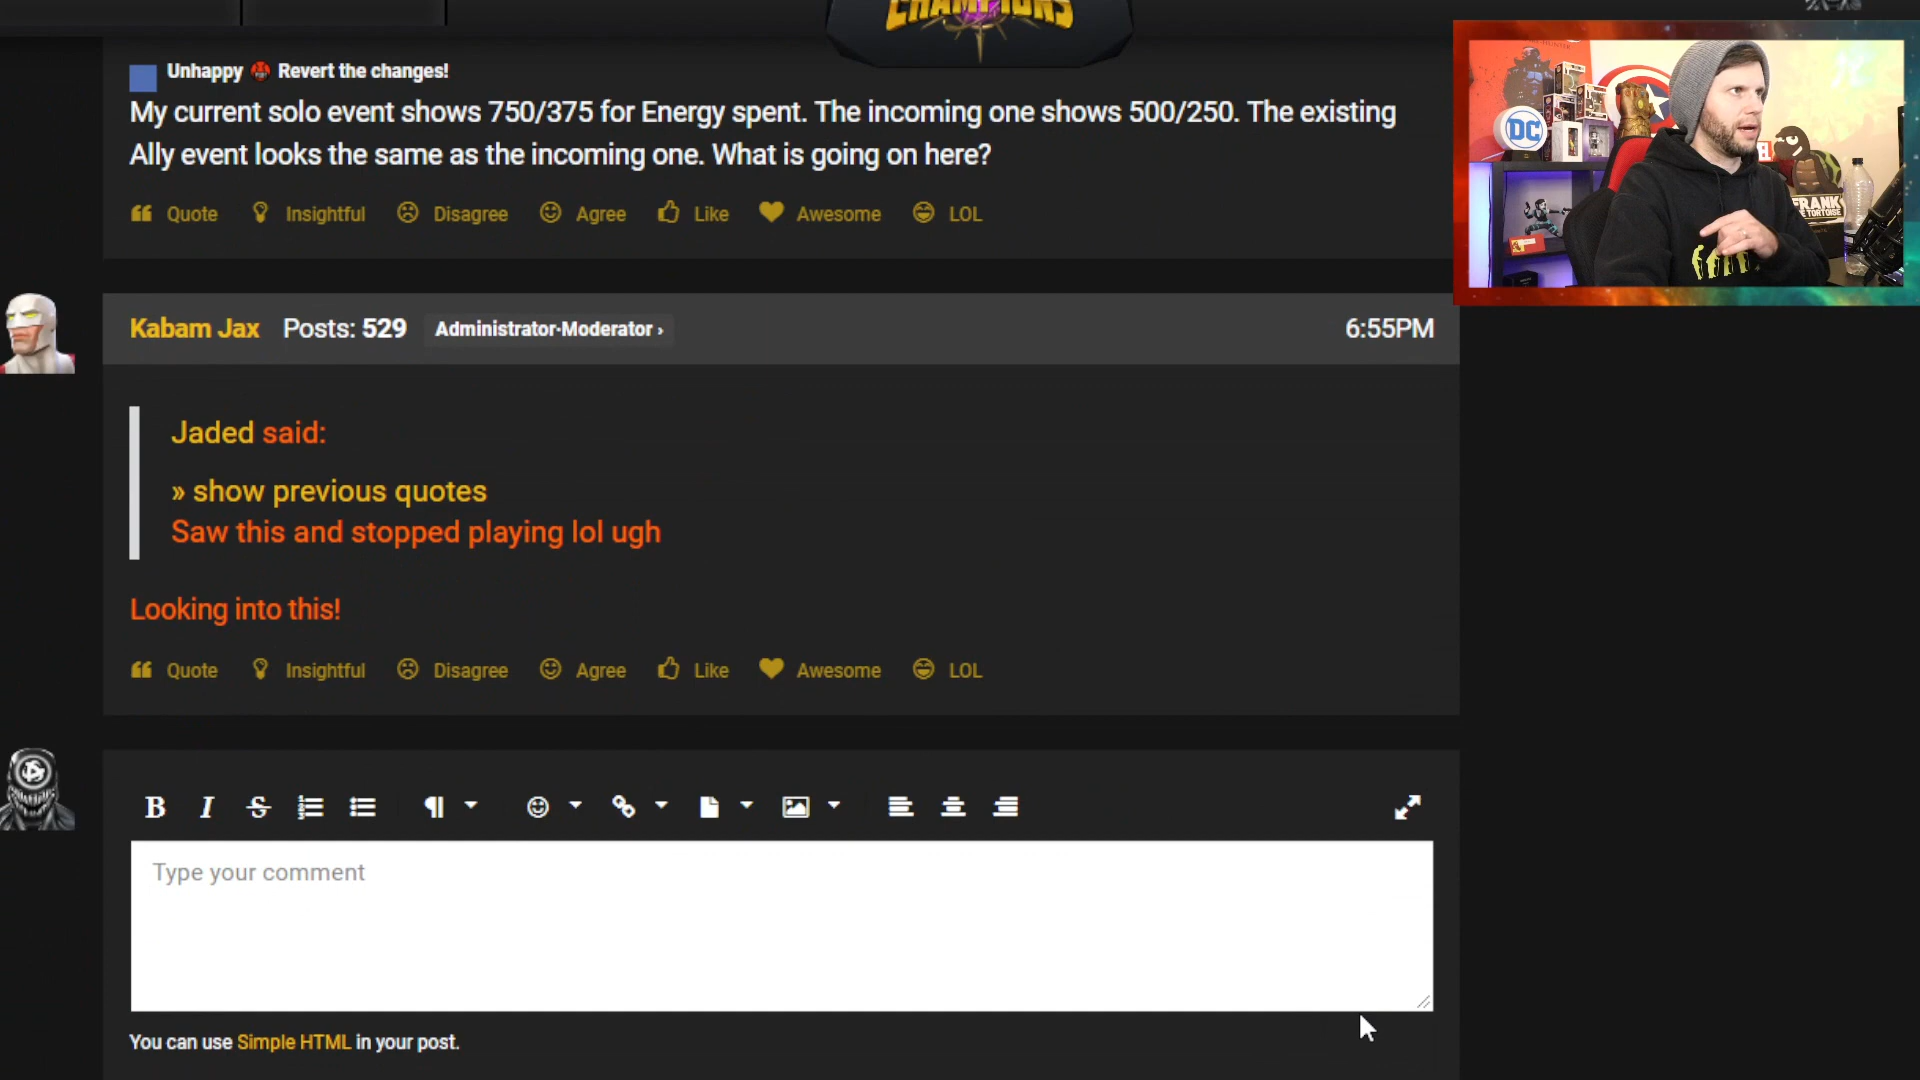 CHAMPIONS
Unhappy Revert the changes!
My current solo event shows 750/375 for Energy spent. The incoming one shows 500/250. The existing
Ally event looks the same as the incoming one. What is going on here?
Quote Insightful Disagree Agree Like Awesome LOL
DC
FRANK
TORTOISE
Kabam Jax Posts: 529 Administrator·Moderator ›
6:55PM
Jaded said:
» show previous quotes
Saw this and stopped playing lol ugh
Looking into this!
Quote Insightful Disagree Agree Like Awesome LOL
B I S
Type your comment
You can use Simple HTML in your post.